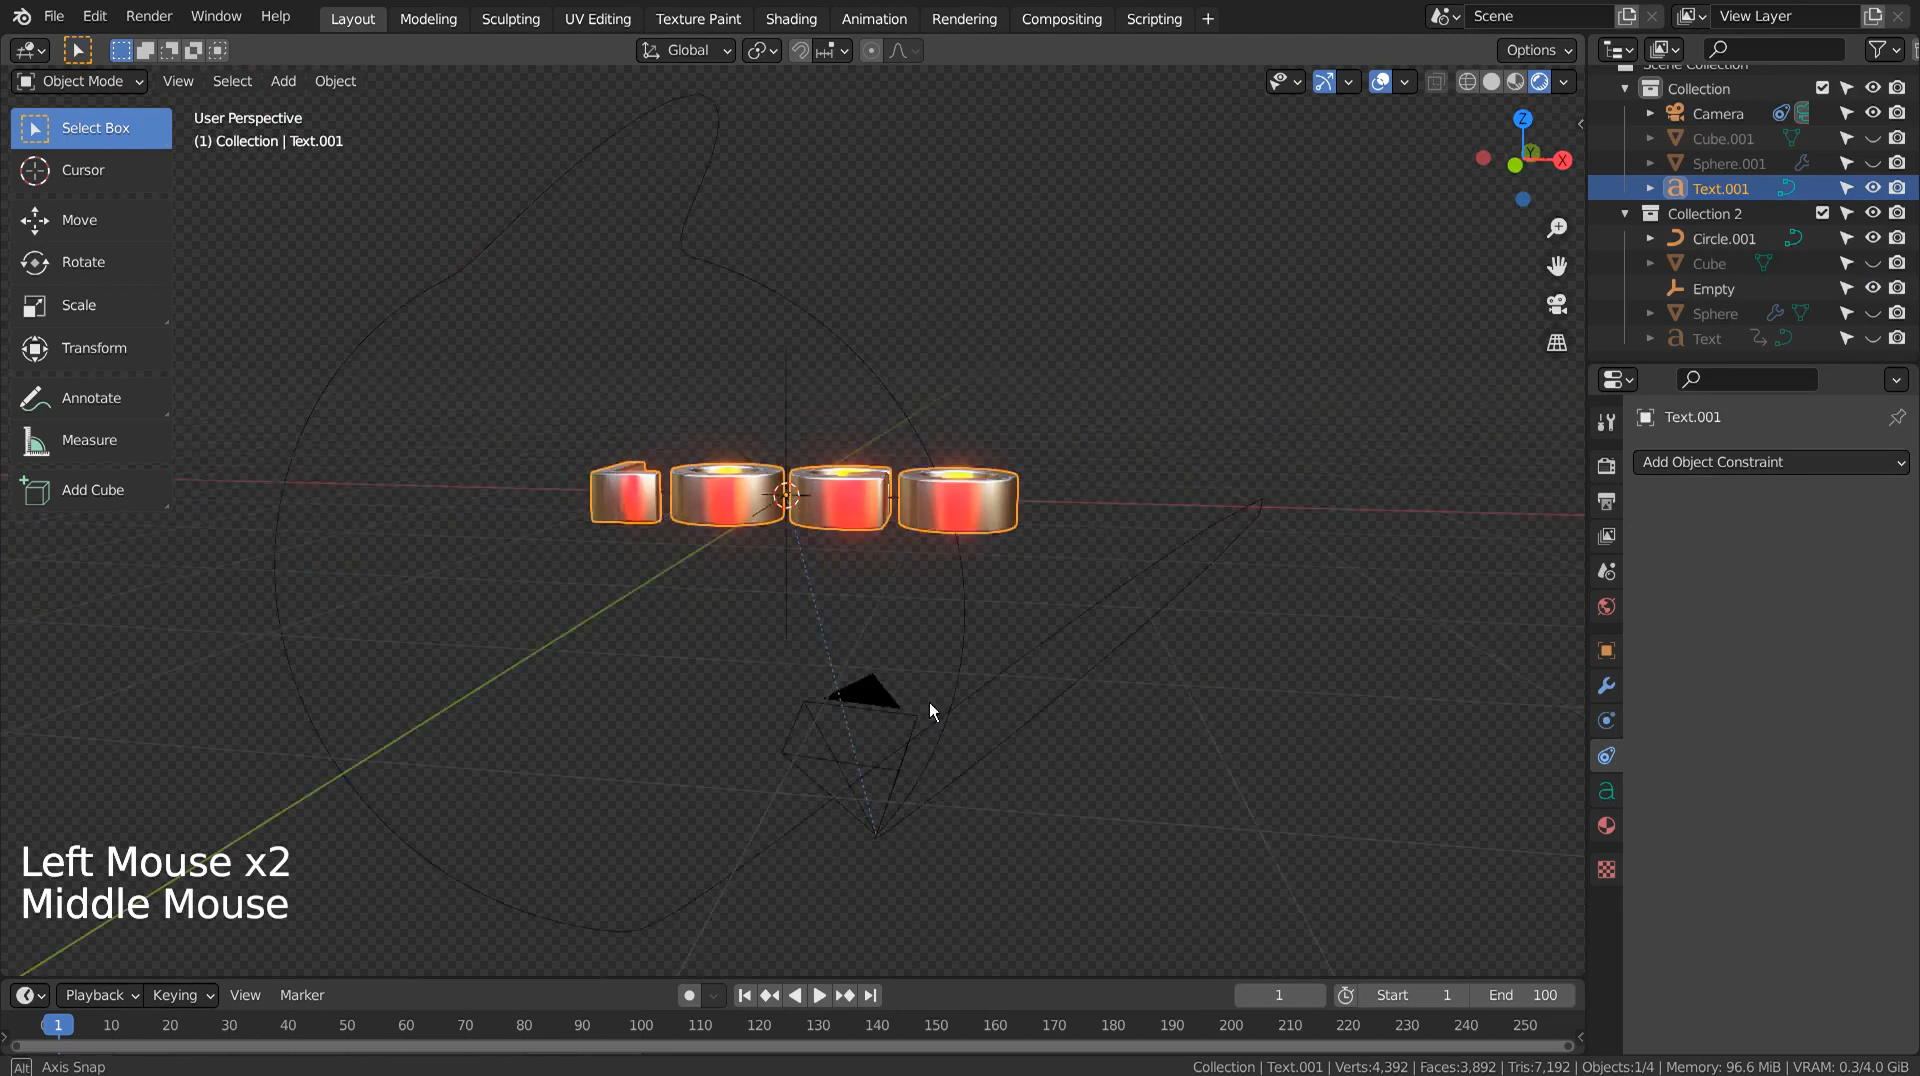 File Edit Render Window Help
Layout Modeling Sculpting UV Editing Texture Paint Shading Animation Rendering Compositing Scripting +
Scene
View Layer
Global
Options
Object Mode View Select Add Object
Select Box
Cursor
Move
Rotate
Scale
Transform
Annotate
Measure
Add Cube
User Perspective
(1) Collection | Text.001
Z
Y
X
Scene Collection
Collection
Camera
Cube.001
Sphere.001
Text.001
Collection 2
Circle.001
Cube
Empty
Sphere
Text
Text.001
Add Object Constraint
Left Mouse x2
Middle Mouse
Playback Keying View Marker
1
Start 1
End 100
1 10 20 30 40 50 60 70 80 90 100 110 120 130 140 150 160 170 180 190 200 210 220 230 240 250
Alt Axis Snap
Collection | Text.001 | Verts:4,392 | Faces:3,892 | Tris:7,192 | Objects:1/4 | Memory: 96.6 MiB | VRAM: 0.3/4.0 GiB